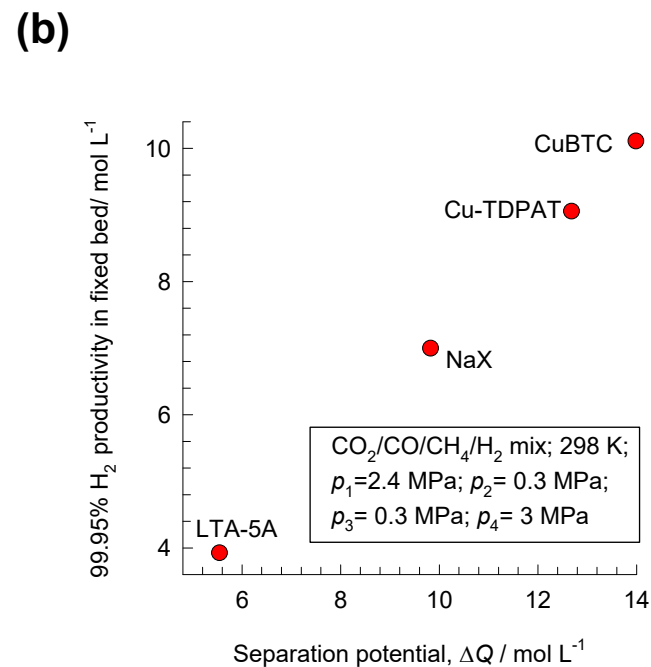 (b)
99.95% H₂ productivity in fixed bed/ mol L⁻¹
10
8
6
4
CuBTC
Cu-TDPAT
NaX
LTA-5A
CO₂/CO/CH₄/H₂ mix; 298 K;
p₁=2.4 MPa; p₂= 0.3 MPa;
p₃= 0.3 MPa; p₄= 3 MPa
6 8 10 12 14
Separation potential, ΔQ / mol L⁻¹